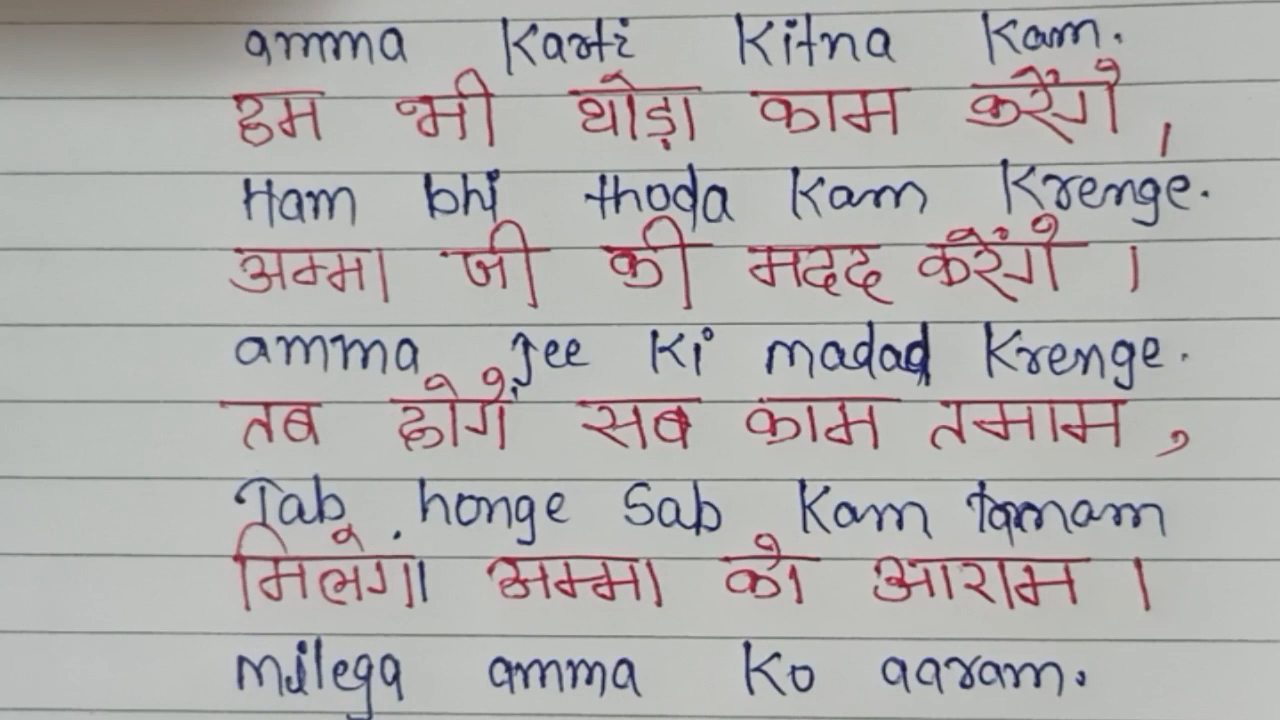 amma Karti Kitna Kam.
हम भी थोड़ा काम करेंगे,
Ham bhi thoda Kam Krenge.
अम्मा जी की मदद करेंगे ।
amma Jee Ki madad Krenge.
तब होगे सब काम तमाम ,
Tab honge Sab Kam tamam
मिलेगा अम्मा को आराम ।
milega amma Ko aaram.